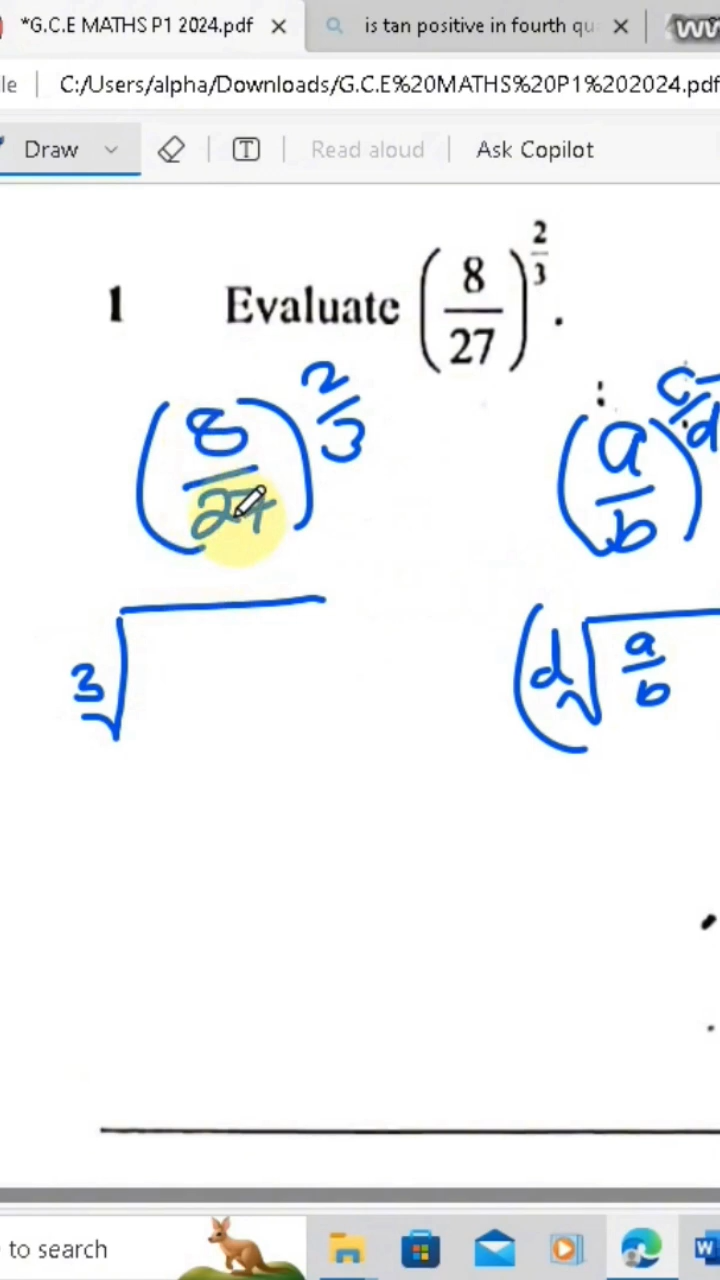 *G.C.E MATHS P1 2024.pdf is tan positive in fourth qu
C:/Users/alpha/Downloads/G.C.E%20MATHS%20P1%202024.pdf
Draw Read aloud Ask Copilot
1 Evaluate (8/27)^(2/3).
(8/27)^(2/3) (a/b)^(c/d)
3√ (d√a/b
to search